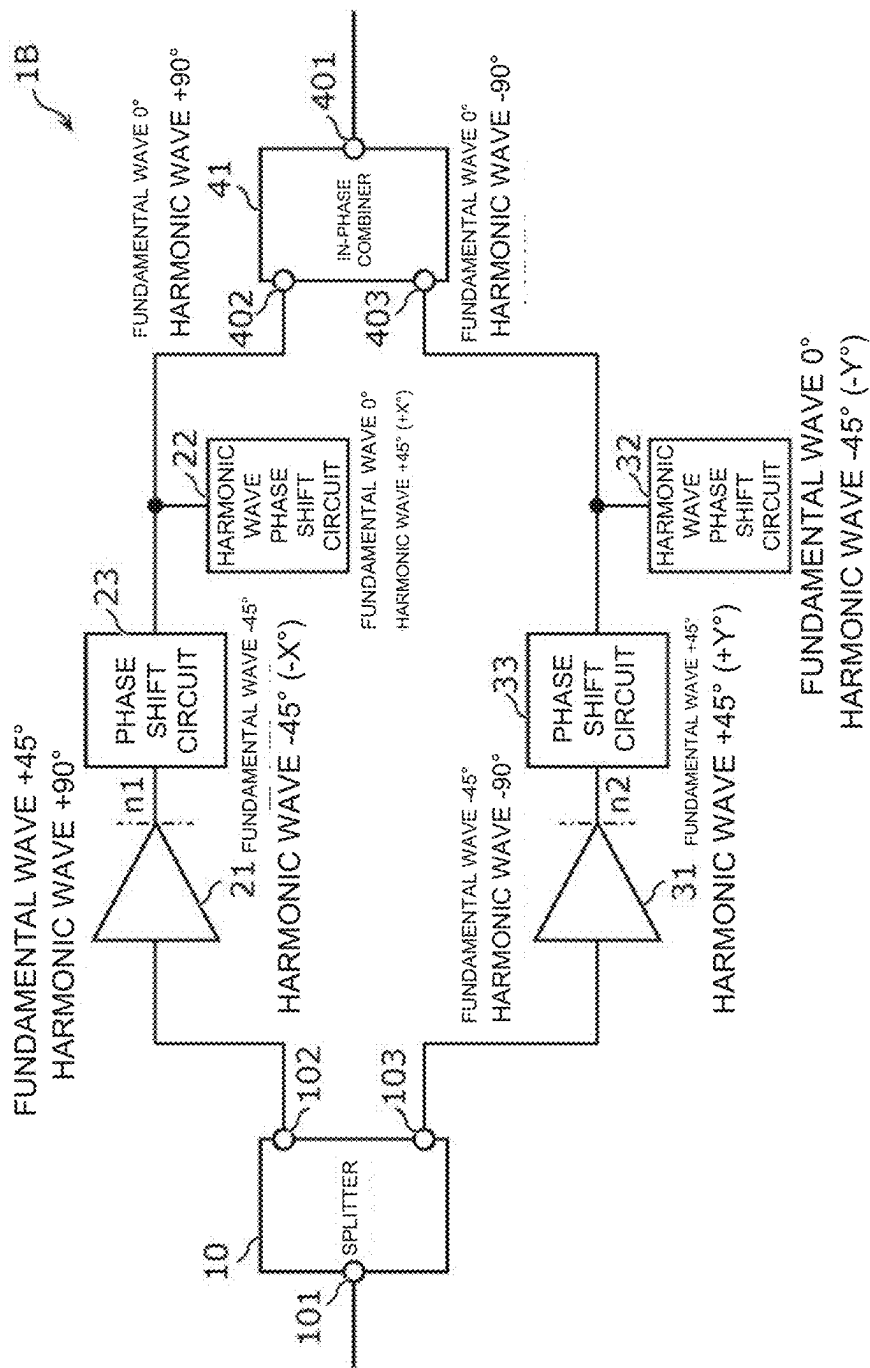 1B
FUNDAMENTAL WAVE +45°
HARMONIC WAVE +90°
n1
21
FUNDAMENTAL WAVE -45°
HARMONIC WAVE -45° (-X°)
23
PHASE
SHIFT
CIRCUIT
22
HARMONIC
WAVE
PHASE
SHIFT
CIRCUIT
FUNDAMENTAL WAVE 0°
HARMONIC WAVE +45° (+X°)
FUNDAMENTAL WAVE 0°
HARMONIC WAVE +90°
41
402
IN-PHASE
COMBINER
401
403
FUNDAMENTAL WAVE 0°
HARMONIC WAVE -90°
10
101
SPLITTER
102
103
FUNDAMENTAL WAVE -45°
HARMONIC WAVE -90°
n2
31
FUNDAMENTAL WAVE +45°
HARMONIC WAVE +45° (+Y°)
33
PHASE
SHIFT
CIRCUIT
32
HARMONIC
WAVE
PHASE
SHIFT
CIRCUIT
FUNDAMENTAL WAVE 0°
HARMONIC WAVE -45° (-Y°)